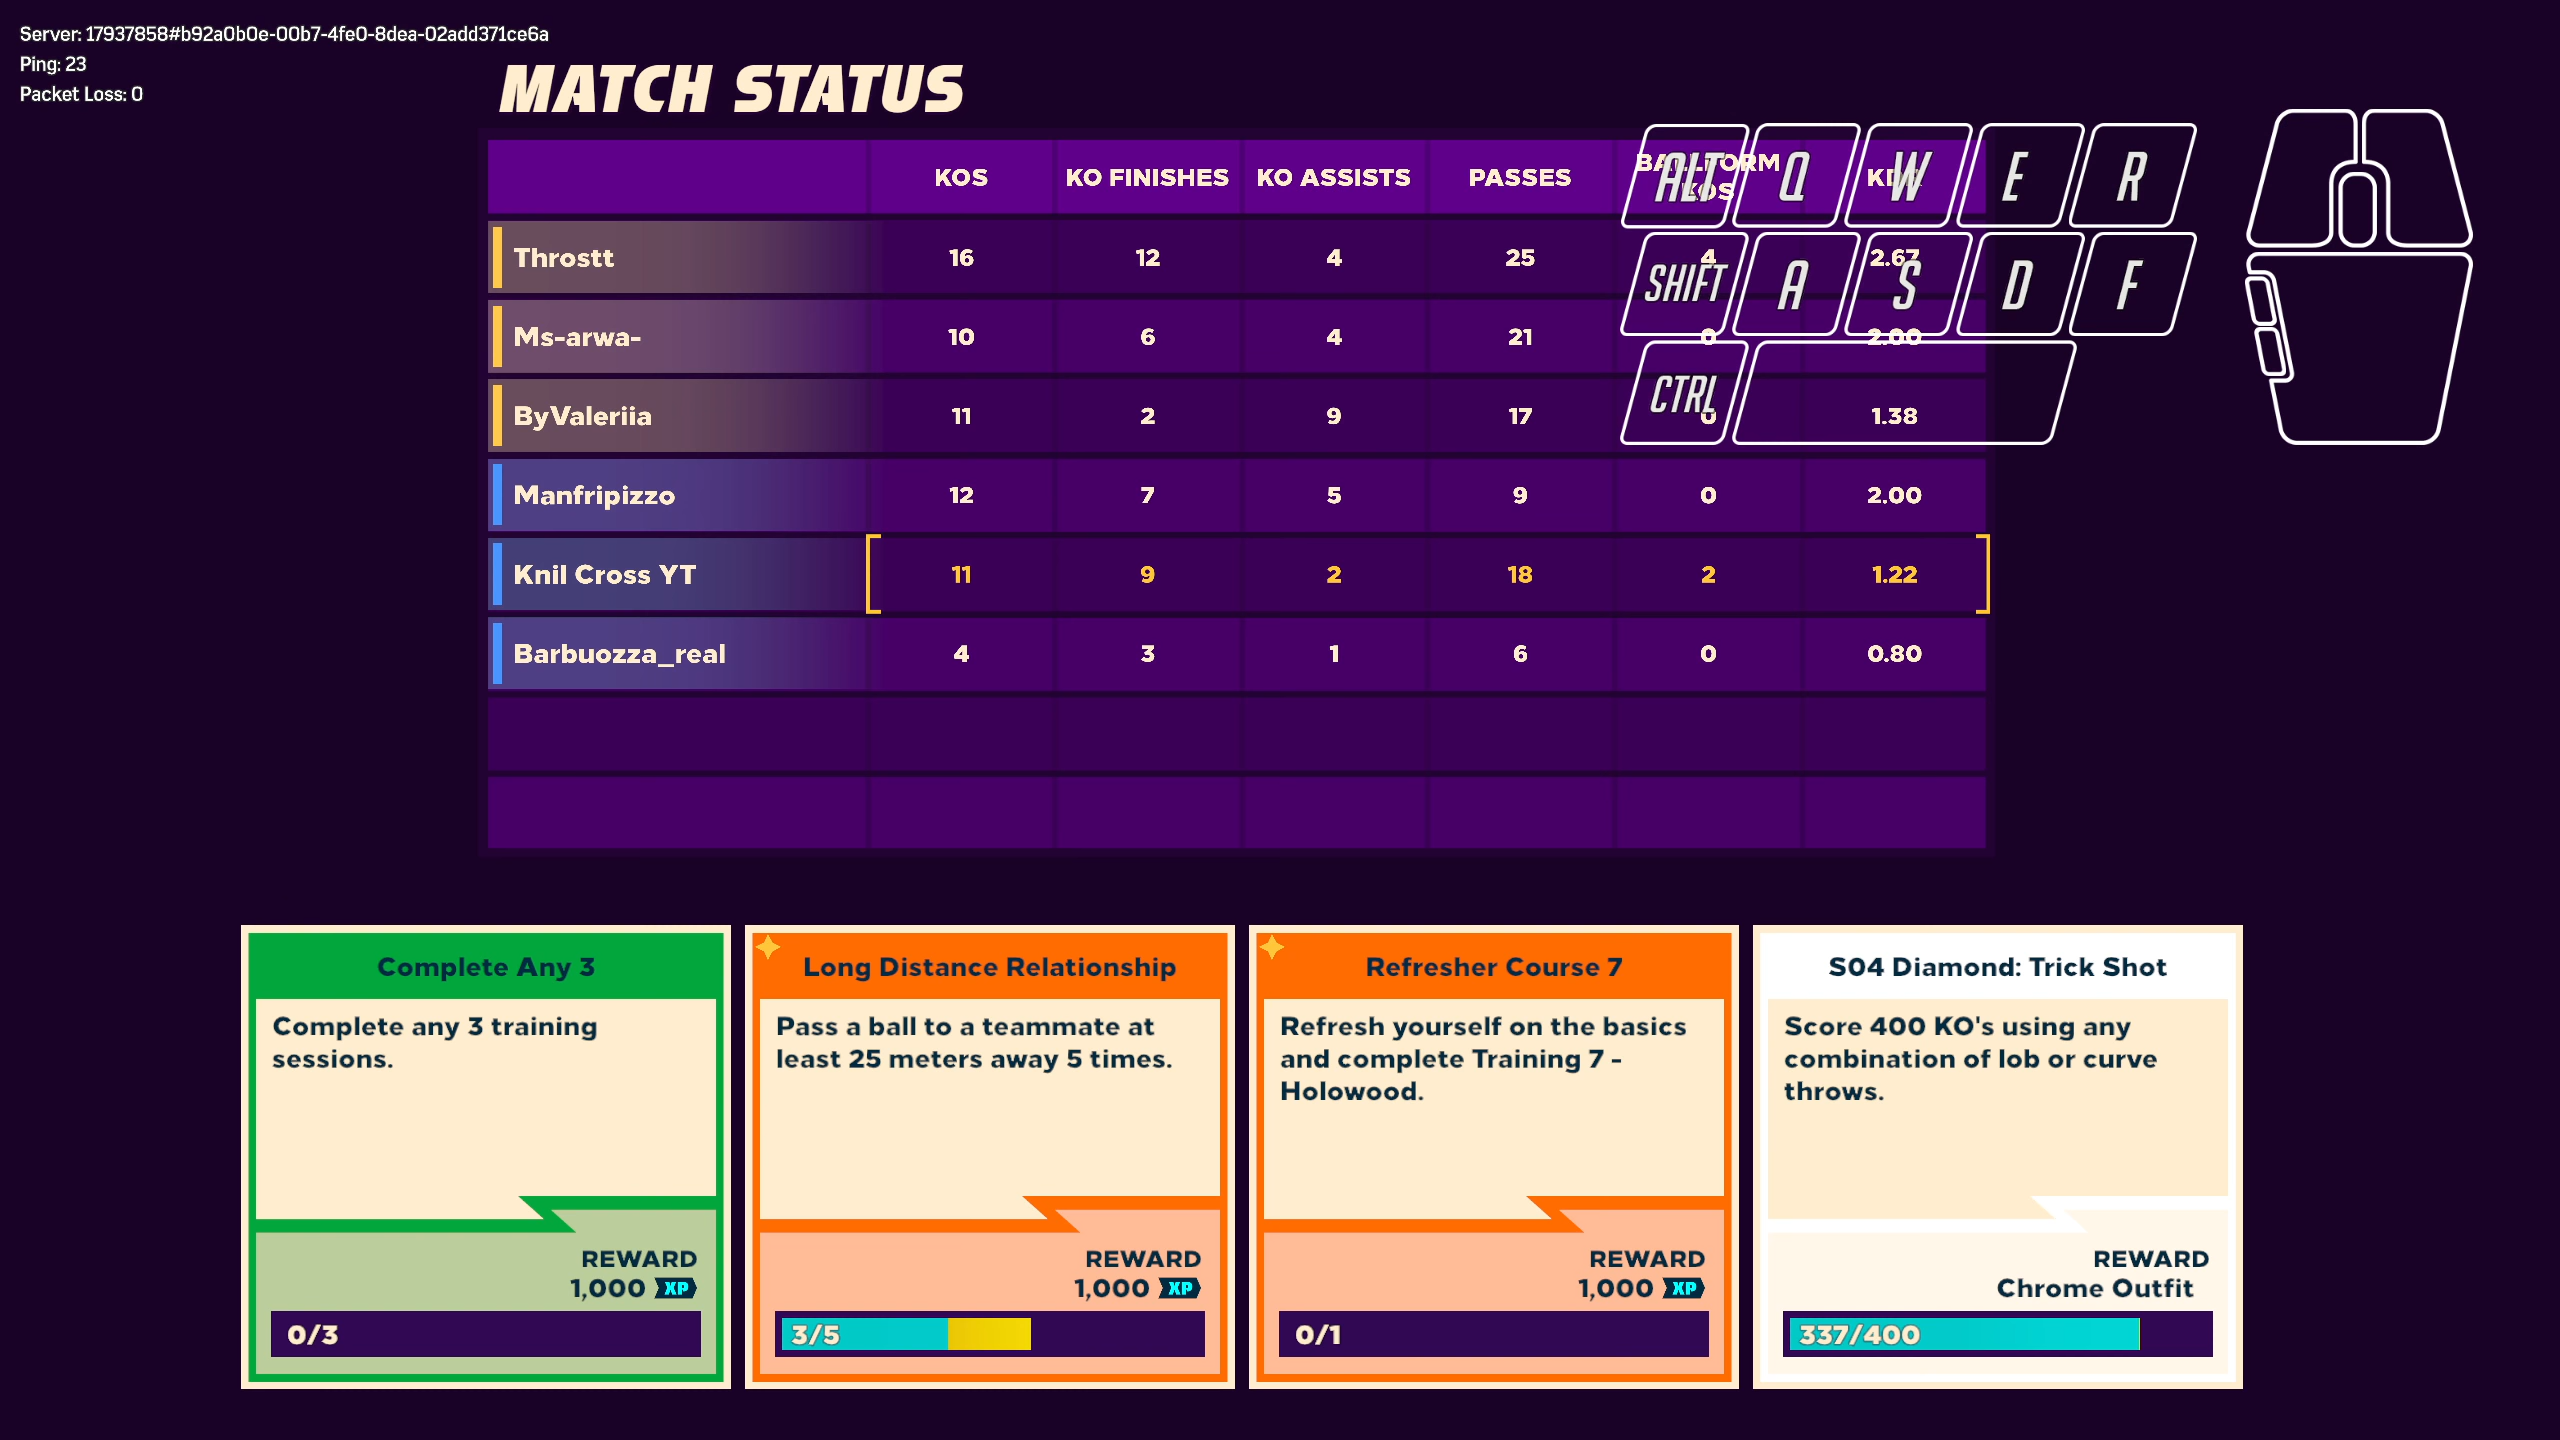 Server: 17937858#b92a0b0e-00b7-4fe0-8dea-02add371ce6a
Ping: 23
Packet Loss: 0
MATCH STATUS
KOS KO FINISHES KO ASSISTS PASSES KOS
Throstt 16 12 4 25 4 2.67
Ms-arwa- 10 6 4 21 0 2.00
ByValeriia 11 2 9 17 0 1.38
Manfripizzo 12 7 5 9 0 2.00
Knil Cross YT 11 9 2 18 2 1.22
Barbuozza_real 4 3 1 6 0 0.80
ALT Q W E R
SHIFT A S D F
CTRL
Complete Any 3
Complete any 3 training
sessions.
REWARD
1,000 XP
0/3
Long Distance Relationship
Pass a ball to a teammate at
least 25 meters away 5 times.
REWARD
1,000 XP
3/5
Refresher Course 7
Refresh yourself on the basics
and complete Training 7 -
Holowood.
REWARD
1,000 XP
0/1
S04 Diamond: Trick Shot
Score 400 KO's using any
combination of lob or curve
throws.
REWARD
Chrome Outfit
337/400